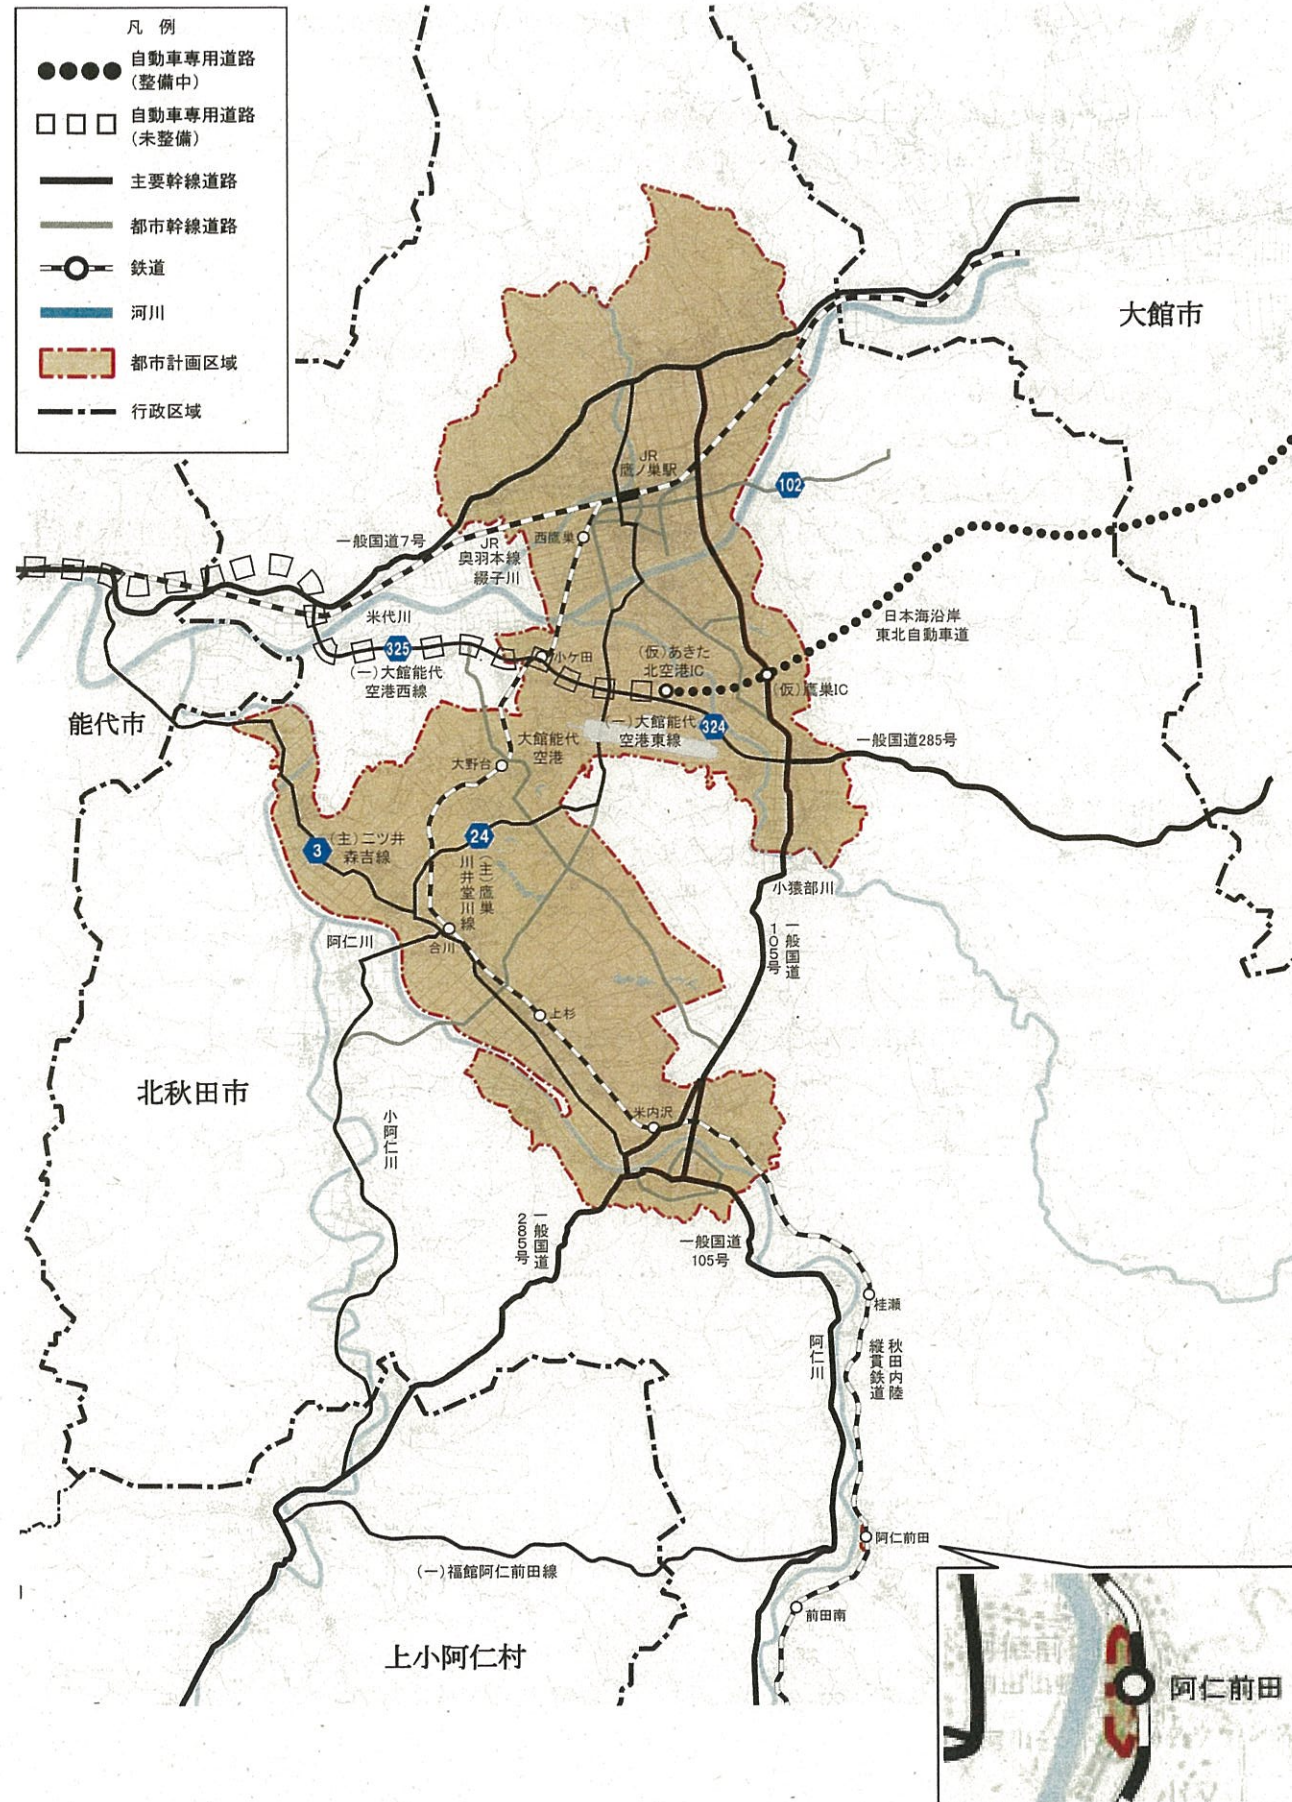 凡 例
自動車専用道路
(整備中)
自動車専用道路
(未整備)
主要幹線道路
都市幹線道路
鉄道
河川
都市計画区域
行政区域
大館市
JR
鷹ノ巣駅
102
一般国道7号
JR
奥羽本線
綴子川
西鷹巣
米代川
日本海沿岸
東北自動車道
325
(一)大館能代
空港西線
小ケ田
(仮)あきた
北空港IC
(仮)鷹巣IC
能代市
(一)大館能代
空港東線
324
大館能代
空港
一般国道285号
大野台
3
(主)二ツ井
森吉線
24
(主)鷹巣
川井堂川線
小猿部川
阿仁川
合川
一般国道
105号
上杉
北秋田市
小阿仁川
米内沢
一般国道
285号
一般国道
105号
桂瀬
阿仁川
秋田内陸
縦貫鉄道
阿仁前田
(一)福館阿仁前田線
前田南
上小阿仁村
阿仁前田